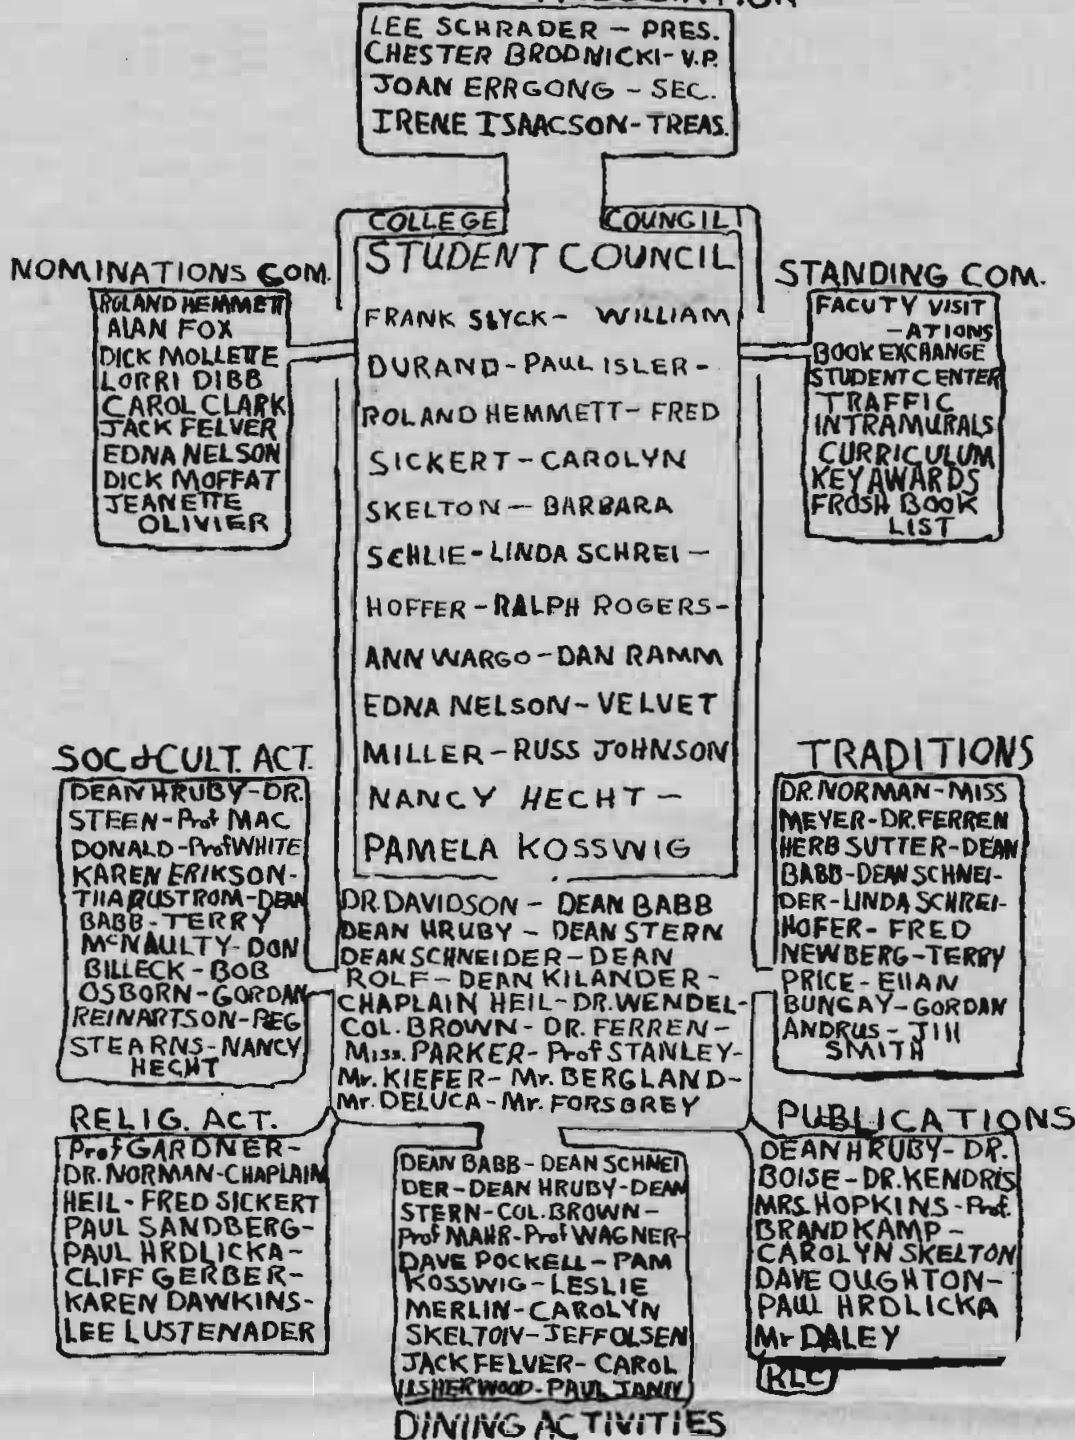 LEE SCHRADER - PRES.
CHESTER BRODNICKI - V.P.
JOAN ERRGONG - SEC.
IRENE ISAACSON - TREAS.
COLLEGE COUNCIL
STUDENT COUNCIL
FRANK SLYCK - WILLIAM
DURAND - PAUL ISLER -
ROLAND HEMMETT - FRED
SICKERT - CAROLYN
SKELTON - BARBARA
SCHLIE - LINDA SCHREI -
HOFFER - RALPH ROGERS -
ANN WARGO - DAN RAMM
EDNA NELSON - VELVET
MILLER - RUSS JOHNSON
NANCY HECHT -
PAMELA KOSSWIG
DR. DAVIDSON - DEAN BABB
DEAN HRUBY - DEAN STERN
DEAN SCHNEIDER - DEAN
ROLF - DEAN KILANDER -
CHAPLAIN HEIL - DR. WENDEL -
COL. BROWN - DR. FERREN -
Miss. PARKER - Prof STANLEY -
Mr. KIEFER - Mr. BERGLAND -
Mr. DELUCA - Mr. FORSBREY
NOMINATIONS COM.
ROLAND HEMMETT
ALAN FOX
DICK MOLLETTE
LORRI DIBB
CAROL CLARK
JACK FELVER
EDNA NELSON
DICK MOFFAT
JEANETTE
OLIVIER
STANDING COM.
FACUTY VISIT
-ATIONS
BOOK EXCHANGE
STUDENT CENTER
TRAFFIC
INTRAMURALS
CURRICULUM
KEY AWARDS
FROSH BOOK
LIST
SOC & CULT. ACT.
DEAN HRUBY - DR.
STEEN - Prof MAC
DONALD - Prof WHITE
KAREN ERIKSON -
THARUSTROM - DEAN
BABB - TERRY
McNAULTY - DON
BILLECK - BOB
OSBORN - GORDAN
REINARTSON - PEG
STEARNS - NANCY
HECHT
TRADITIONS
DR. NORMAN - MISS
MEYER - DR. FERREN
HERB SUTTER - DEAN
BABB - DEAN SCHNEI-
DER - LINDA SCHREI-
HOFER - FRED
NEWBERG - TERRY
PRICE - EllAN
BUNCAY - GORDAN
ANDRUS - JIll
SMITH
RELIG. ACT.
Prof GARDNER -
DR. NORMAN - CHAPLAIN
HEIL - FRED SICKERT
PAUL SANDBERG -
PAUL HRDLICKA -
CLIFF GERBER -
KAREN DAWKINS -
LEE LUSTENADER
DEAN BABB - DEAN SCHNEI
DER - DEAN HRUBY - DEAN
STERN - COL. BROWN -
Prof MAHR - Prof WAGNER -
DAVE POCKELL - PAM
KOSSWIG - LESLIE
MERLIN - CAROLYN
SKELTON - JEFF OLSEN
JACK FELVER - CAROL
USHERWOOD - PAUL JANN
DINING ACTIVITIES
PUBLICATIONS
DEAN HRUBY - DR.
BOISE - DR. KENDRIS
MRS. HOPKINS - Prof.
BRANDKAMP -
CAROLYN SKELTON
DAVE OUGHTON -
PAUL HRDLICKA
Mr DALEY
KLC